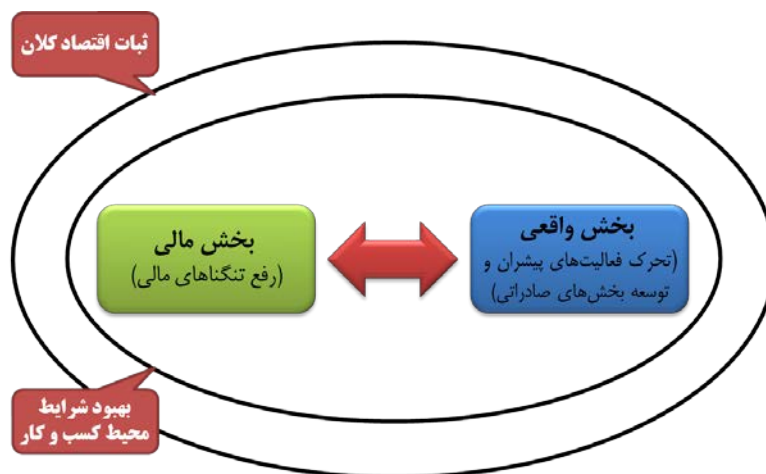 ثبات اقتصاد کلان
بخش واقعی
(تحرک فعالیت‌های پیشران و
توسعه بخش‌های صادراتی)
بخش مالی
(رفع تنگناهای مالی)
بهبود شرایط
محیط کسب و کار